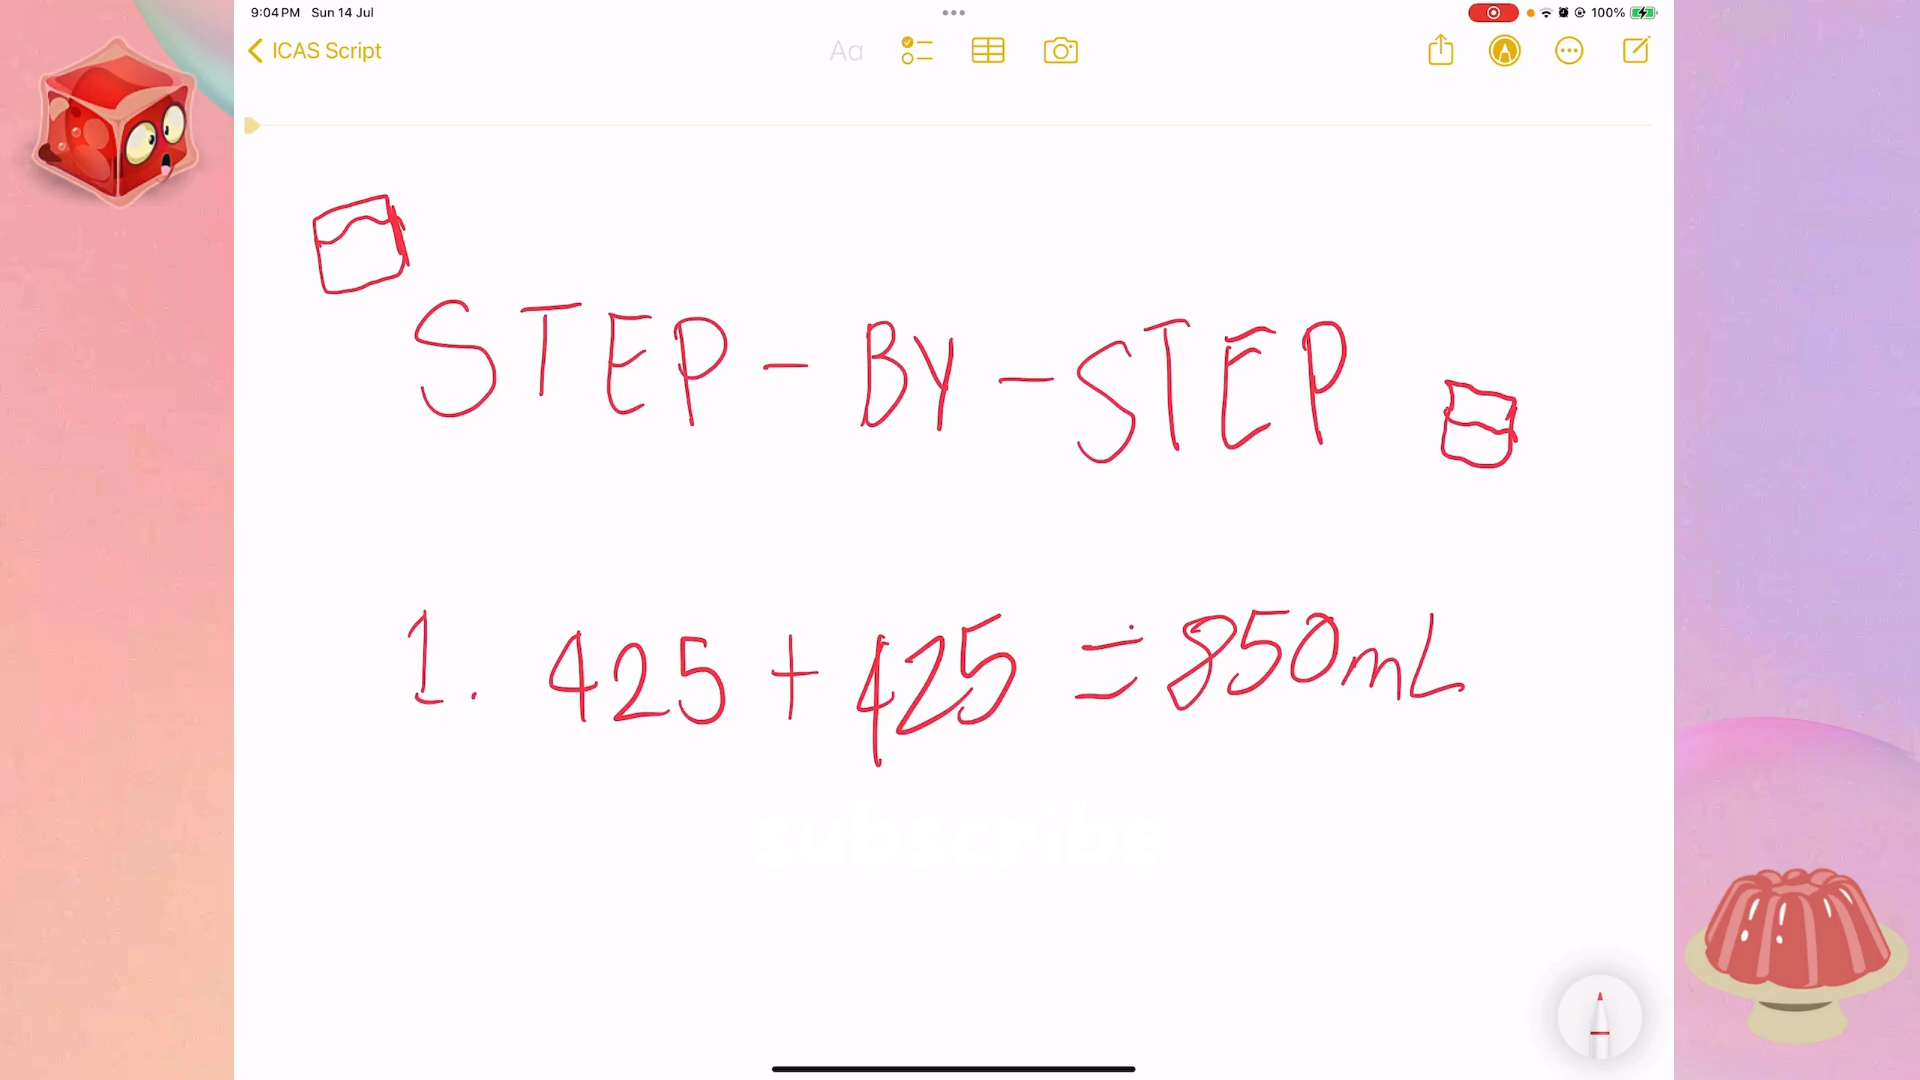 9:04 PM Sun 14 Jul
100%
ICAS Script
Aa
STEP-BY-STEP
1. 425 + 425 = 850mL
subscribe